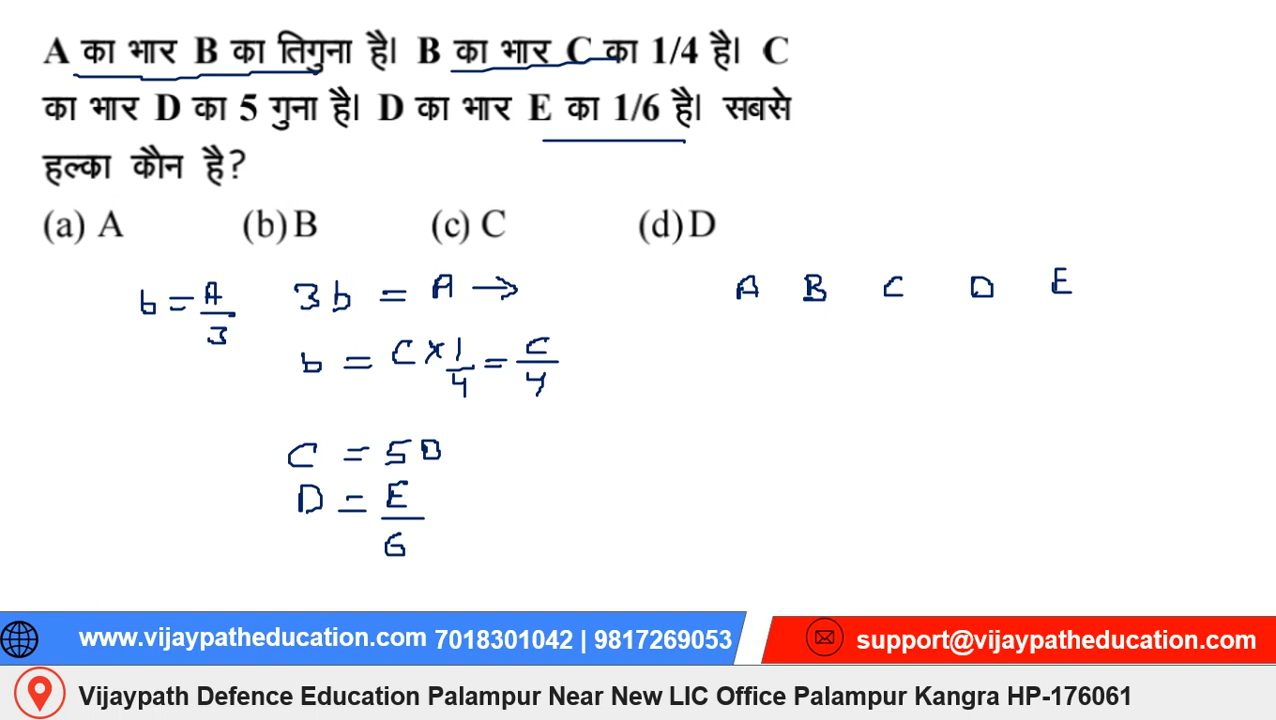 A का भार B का तिगुना है। B का भार C का 1/4 है। C
का भार D का 5 गुना है। D का भार E का 1/6 है। सबसे
हल्का कौन है?
(a) A (b) B (c) C (d) D
b = A/3 3b = A → A B C D E
b = C × 1/4 = C/4
C = 5D
D = E/6
www.vijaypatheducation.com 7018301042 | 9817269053 support@vijaypatheducation.com
Vijaypath Defence Education Palampur Near New LIC Office Palampur Kangra HP-176061